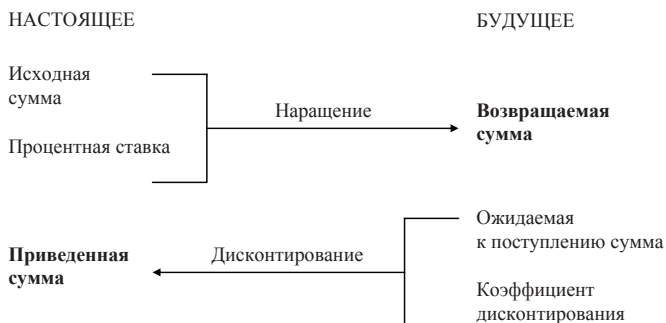 НАСТОЯЩЕЕ
БУДУЩЕЕ
Исходная
сумма
Процентная ставка
Наращение
Возвращаемая
сумма
Приведенная
сумма
Дисконтирование
Ожидаемая
к поступлению сумма
Коэффициент
дисконтирования